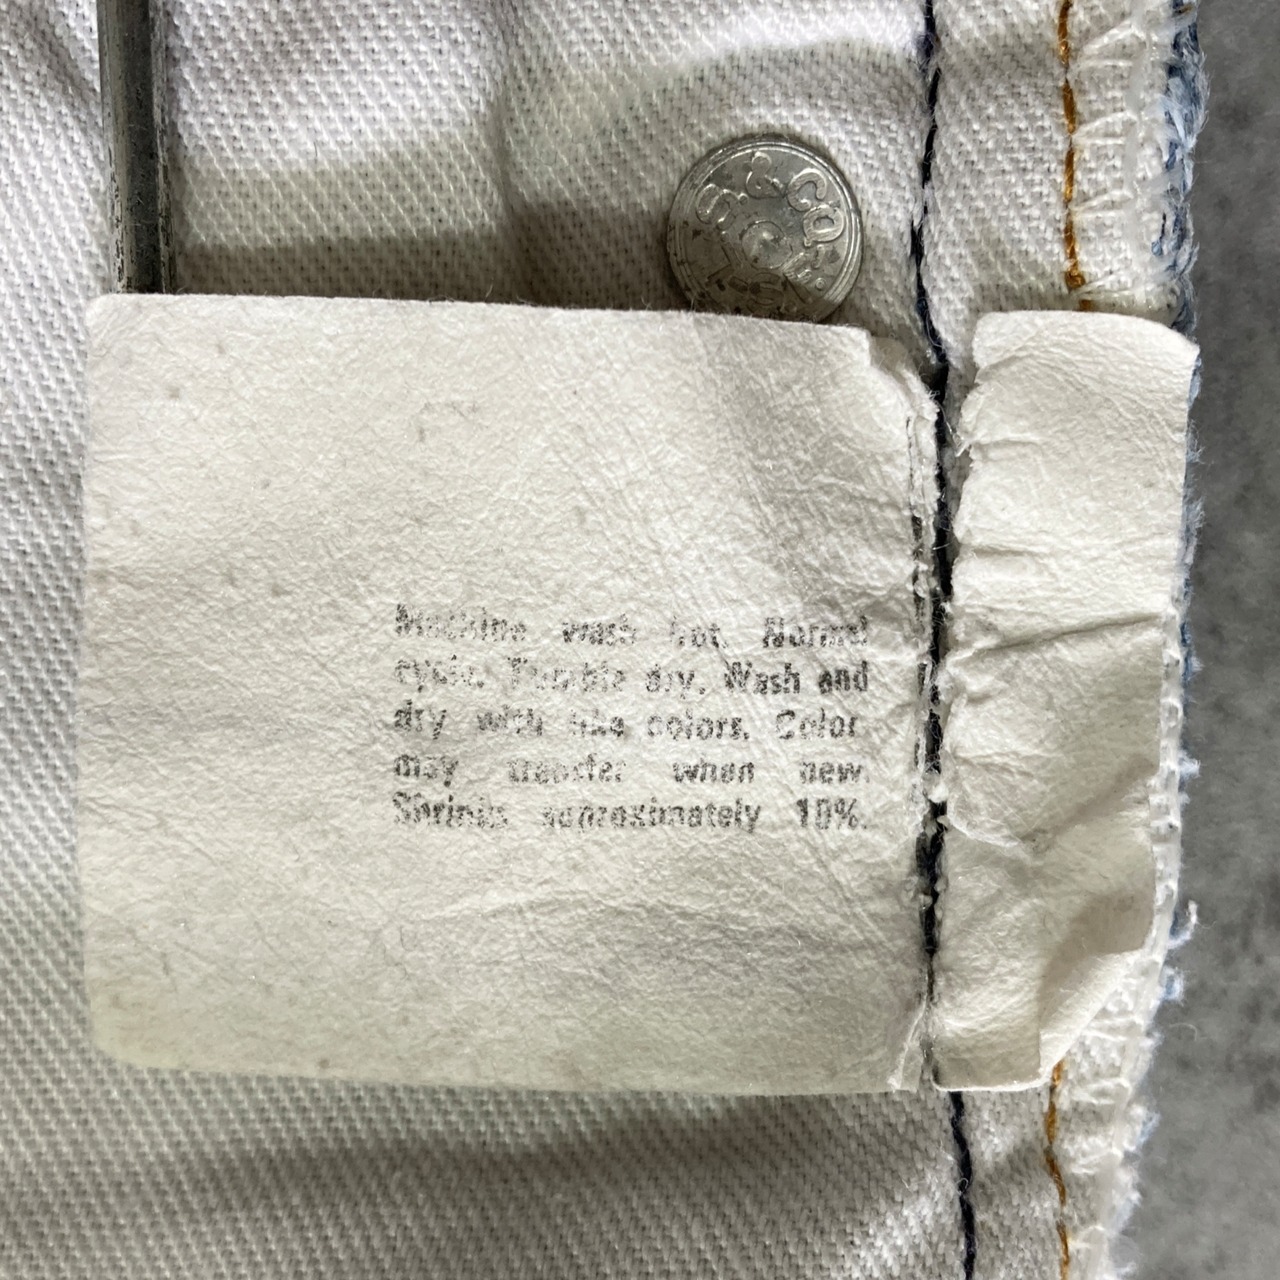 & CO.
Machine wash hot. Normal
cycle. Tumble dry. Wash and
dry with like colors. Color
may transfer when new.
Shrinks approximately 10%.